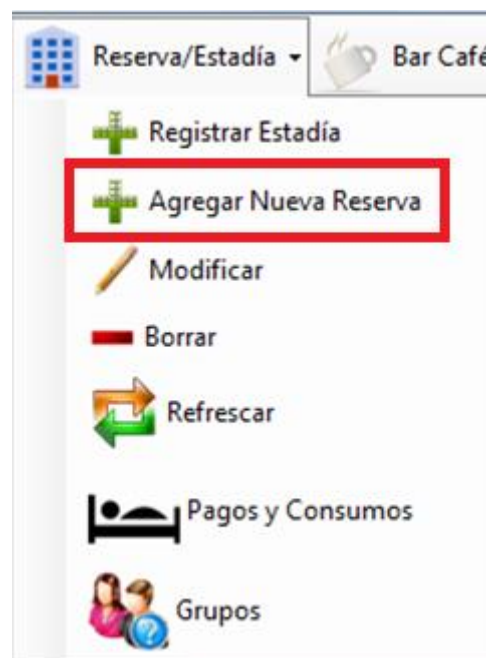 Reserva/Estadía Bar Café
Registrar Estadía
Agregar Nueva Reserva
Modificar
Borrar
Refrescar
Pagos y Consumos
Grupos